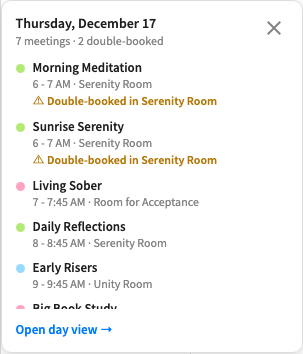 Thursday, December 17
7 meetings · 2 double-booked
Morning Meditation
6 - 7 AM · Serenity Room
⚠ Double-booked in Serenity Room
Sunrise Serenity
6 - 7 AM · Serenity Room
⚠ Double-booked in Serenity Room
Living Sober
7 - 7:45 AM · Room for Acceptance
Daily Reflections
8 - 8:45 AM · Serenity Room
Early Risers
9 - 9:45 AM · Unity Room
Big Book Study
Open day view →